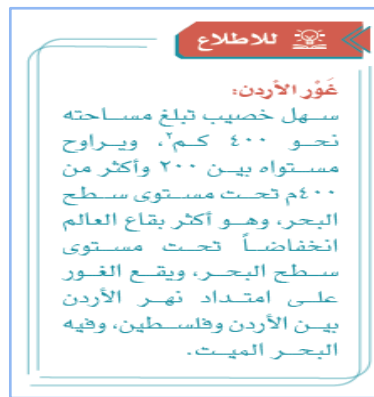 للاطلاع
غَوْر الأردن:
سهل خصيب تبلغ مساحته
نحو ٤٠٠ كم٢، ويراوح
مستواه بين ٢٠٠ وأكثر من
٤٠٠م تحت مستوى سطح
البحر، وهو أكثر بقاع العالم
انخفاضاً تحت مستوى
سطح البحر، ويقع الغور
على امتداد نهر الأردن
بين الأردن وفلسطين، وفيه
البحر الميت.